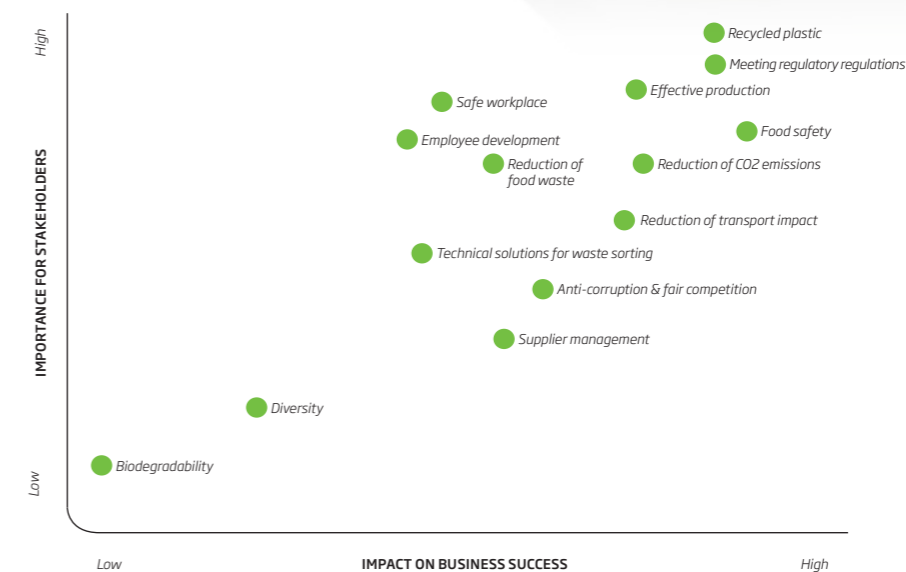 High
Recycled plastic
Meeting regulatory regulations
Effective production
Safe workplace
Food safety
Employee development
Reduction of
food waste
Reduction of CO2 emissions
IMPORTANCE FOR STAKEHOLDERS
Reduction of transport impact
Technical solutions for waste sorting
Anti-corruption & fair competition
Supplier management
Diversity
Biodegradability
Low
Low
IMPACT ON BUSINESS SUCCESS
High